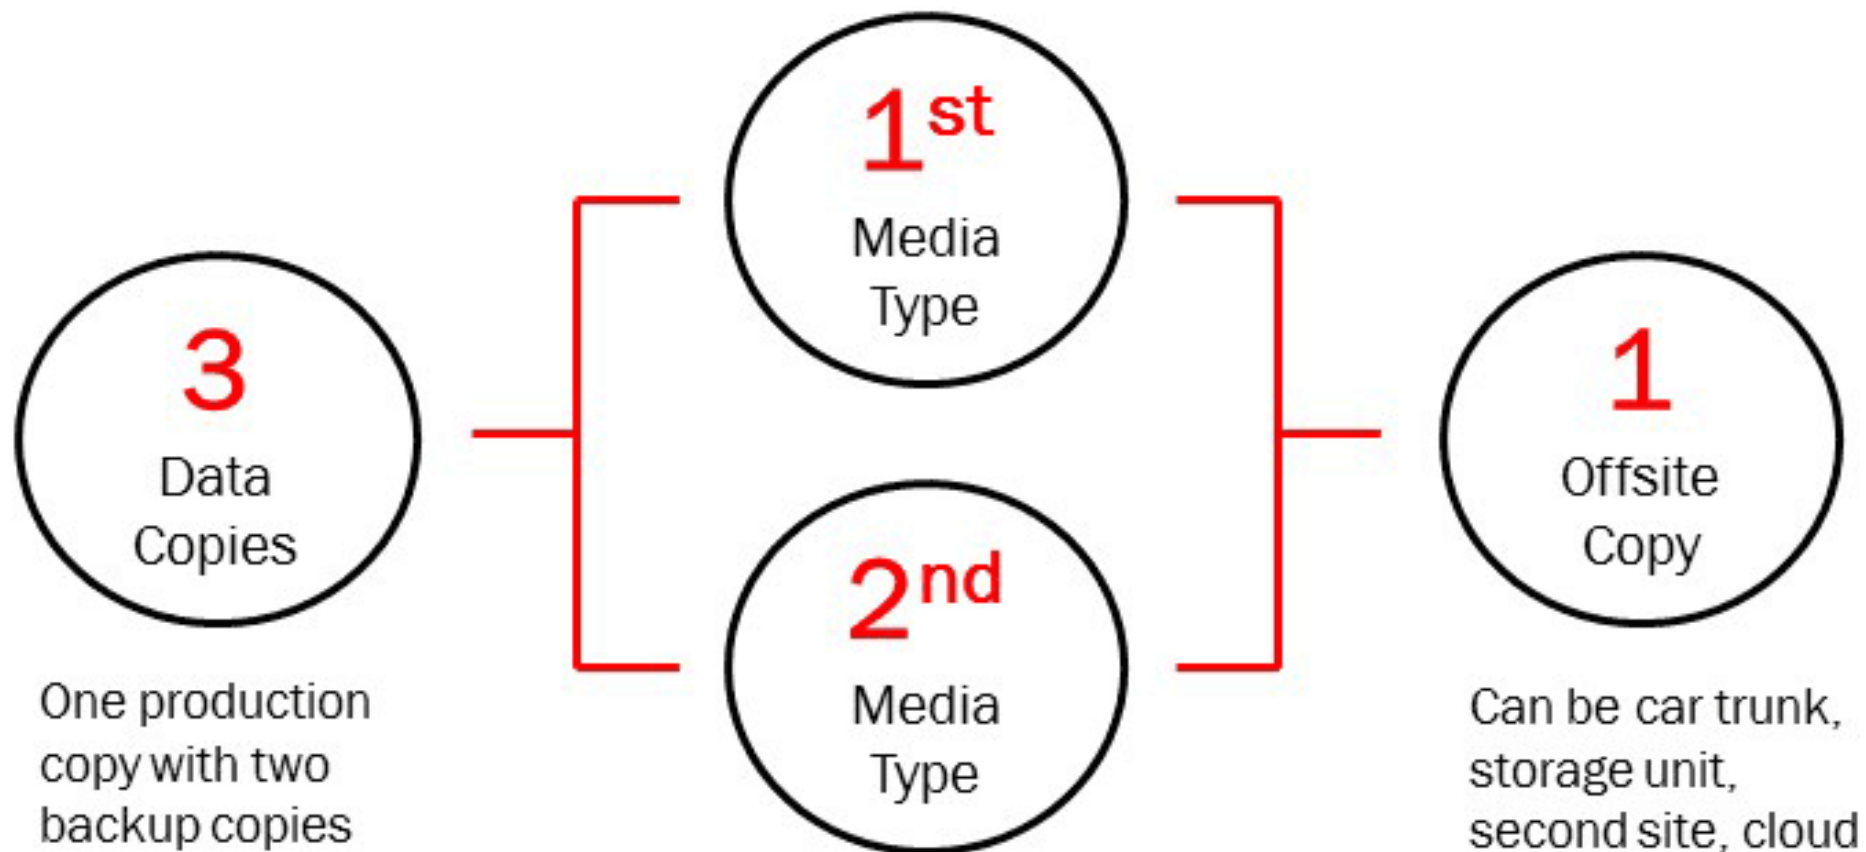 3
Data
Copies
One production
copy with two
backup copies
1st
Media
Type
2nd
Media
Type
1
Offsite
Copy
Can be car trunk,
storage unit,
second site, cloud